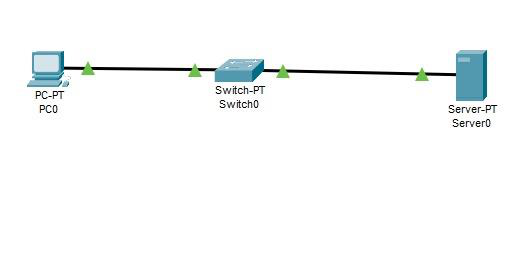 PC-PT
PC0
Switch-PT
Switch0
Server-PT
Server0